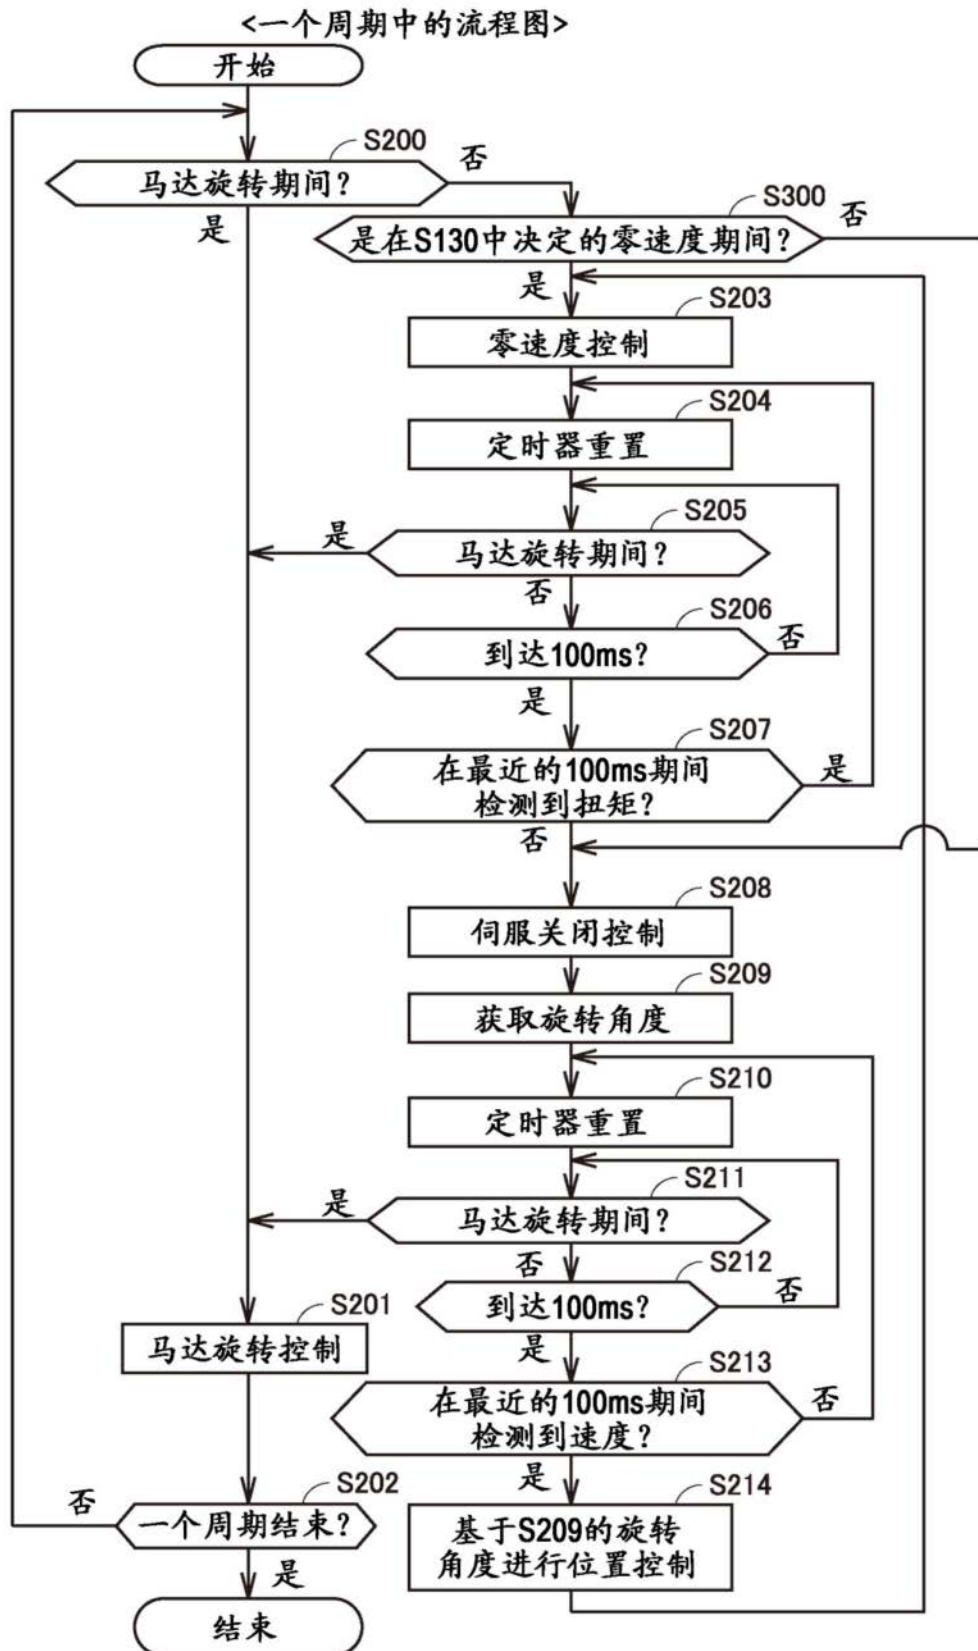 <一个周期中的流程图>
开始
S200
马达旋转期间?
否
是
S300
是在S130中决定的零速度期间?
否
是
S203
零速度控制
S204
定时器重置
S205
马达旋转期间?
是
否
S206
到达100ms?
否
是
S207
在最近的100ms期间
检测到扭矩?
是
否
S208
伺服关闭控制
S209
获取旋转角度
S210
定时器重置
S211
马达旋转期间?
是
否
S212
到达100ms?
否
是
S213
在最近的100ms期间
检测到速度?
否
是
S214
基于S209的旋转
角度进行位置控制
S201
马达旋转控制
S202
一个周期结束?
否
是
结束